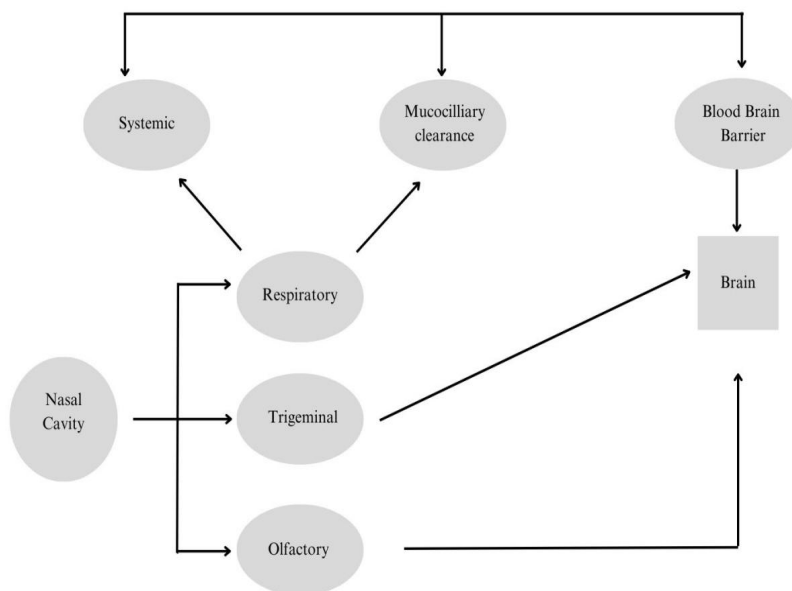 Systemic
Mucocilliary
clearance
Blood Brain
Barrier
Respiratory
Brain
Nasal
Cavity
Trigeminal
Olfactory